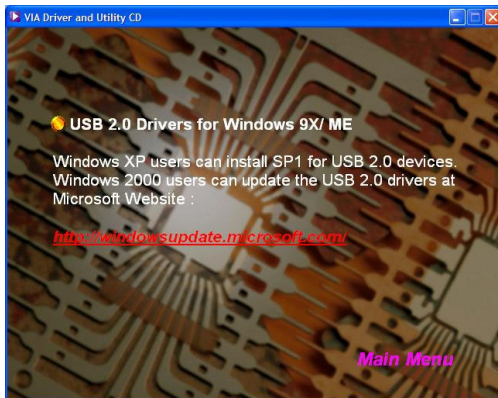 VIA Driver and Utility CD
USB 2.0 Drivers for Windows 9X/ ME
Windows XP users can install SP1 for USB 2.0 devices.
Windows 2000 users can update the USB 2.0 drivers at
Microsoft Website :
http://windowsupdate.microsoft.com/
Main Menu